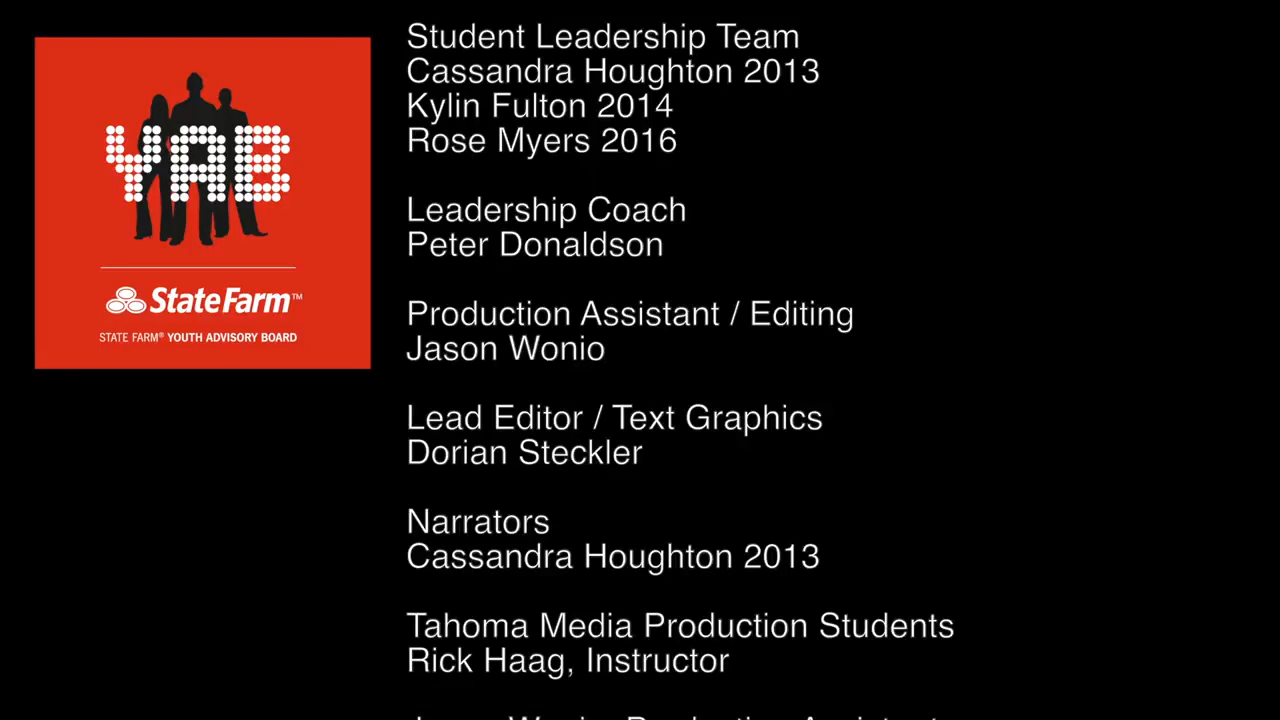 YAB
StateFarm™
STATE FARM® YOUTH ADVISORY BOARD
Student Leadership Team
Cassandra Houghton 2013
Kylin Fulton 2014
Rose Myers 2016
Leadership Coach
Peter Donaldson
Production Assistant / Editing
Jason Wonio
Lead Editor / Text Graphics
Dorian Steckler
Narrators
Cassandra Houghton 2013
Tahoma Media Production Students
Rick Haag, Instructor